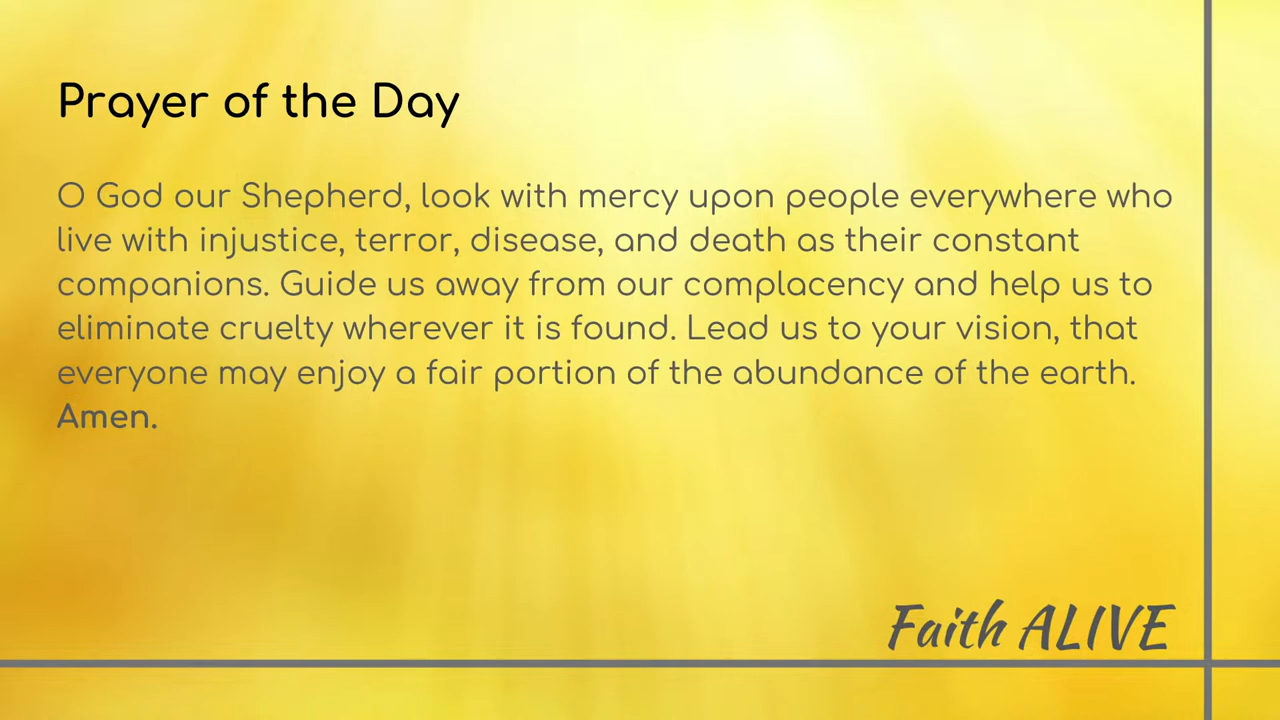 Prayer of the Day
O God our Shepherd, look with mercy upon people everywhere who
live with injustice, terror, disease, and death as their constant
companions. Guide us away from our complacency and help us to
eliminate cruelty wherever it is found. Lead us to your vision, that
everyone may enjoy a fair portion of the abundance of the earth.
Amen.
Faith ALIVE